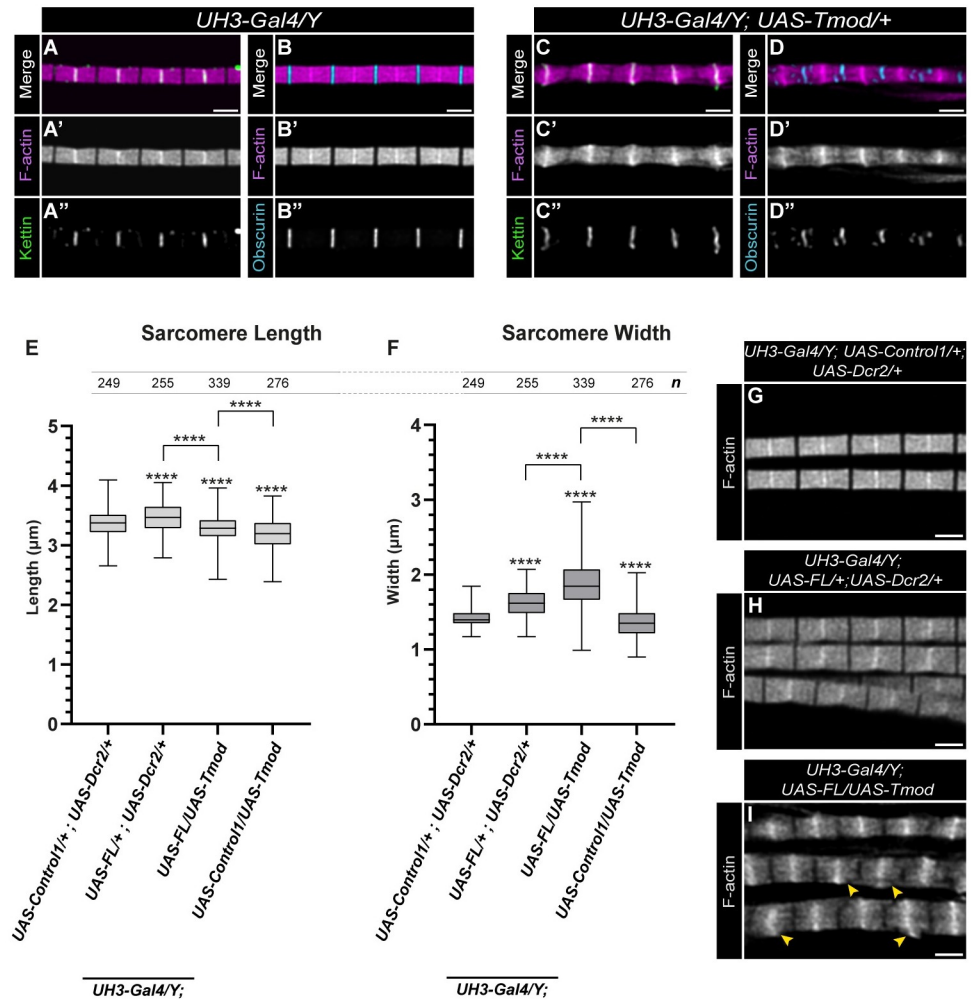 UH3-Gal4/Y
UH3-Gal4/Y; UAS-Tmod/+
Merge
A
Merge
B
Merge
C
Merge
D
F-actin
A'
F-actin
B'
F-actin
C'
F-actin
D'
Kettin
A''
Obscurin
B''
Kettin
C''
Obscurin
D''
E
Sarcomere Length
F
Sarcomere Width
249 255 339 276
249 255 339 276 n
Length (µm)
5
4
3
2
1
0
****
****
****
****
****
UAS-Control1/+ ; UAS-Dcr2/+
UAS-FL/+ ; UAS-Dcr2/+
UAS-FL/UAS-Tmod
UAS-Control1/UAS-Tmod
UH3-Gal4/Y;
Width (µm)
4
3
2
1
0
****
****
****
****
****
UAS-Control1/+ ; UAS-Dcr2/+
UAS-FL/+ ; UAS-Dcr2/+
UAS-FL/UAS-Tmod
UAS-Control1/UAS-Tmod
UH3-Gal4/Y;
UH3-Gal4/Y; UAS-Control1/+;
UAS-Dcr2/+
F-actin
G
UH3-Gal4/Y;
UAS-FL/+;UAS-Dcr2/+
F-actin
H
UH3-Gal4/Y;
UAS-FL/UAS-Tmod
F-actin
I